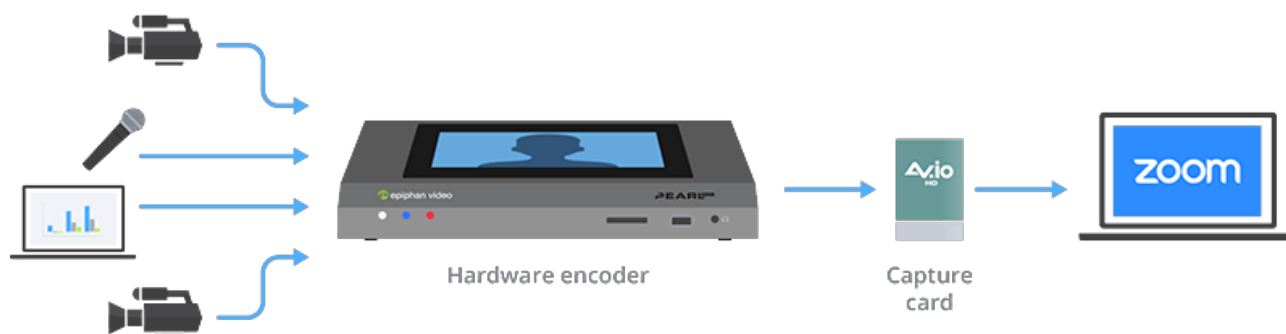 epiphan video
PEARL
Hardware encoder
AV.io
HD
Capture
card
zoom